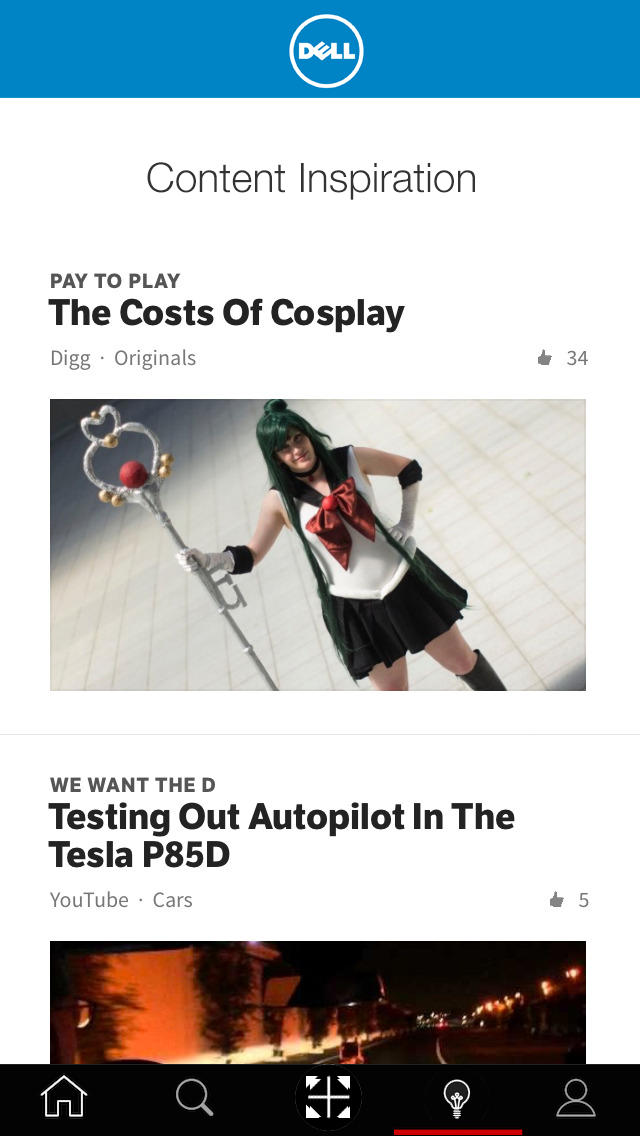 DELL
Content Inspiration
PAY TO PLAY
The Costs Of Cosplay
Digg · Originals 34
WE WANT THE D
Testing Out Autopilot In The
Tesla P85D
YouTube · Cars 5